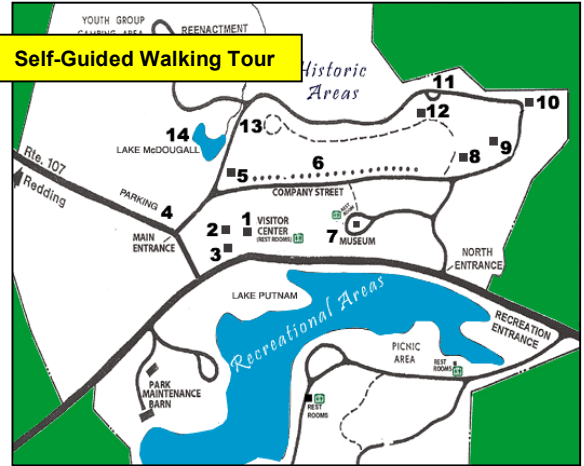 YOUTH GROUP
CAMPING AREA
REENACTMENT
Self-Guided Walking Tour
Historic
Areas
11
10
12
13
14
LAKE McDOUGALL
9
8
6
5
Rte. 107
Redding
PARKING
4
COMPANY STREET
MAIN
ENTRANCE
2
1
3
VISITOR
CENTER
(REST ROOMS)
REST
ROOM
7
MUSEUM
NORTH
ENTRANCE
LAKE PUTNAM
Recreational Areas
RECREATION
ENTRANCE
PICNIC
AREA
REST
ROOMS
PARK
MAINTENANCE
BARN
REST
ROOMS